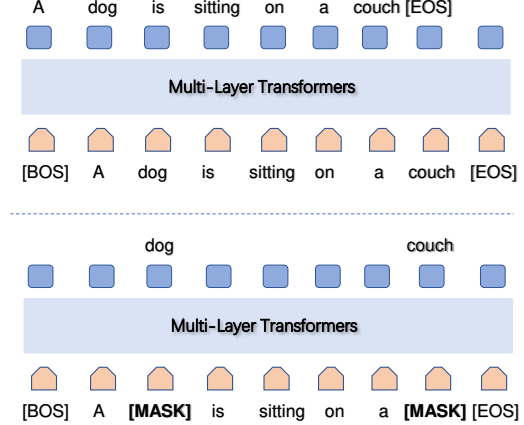 A dog is sitting on a couch [EOS]
Multi-Layer Transformers
[BOS] A dog is sitting on a couch [EOS]
dog couch
Multi-Layer Transformers
[BOS] A [MASK] is sitting on a [MASK] [EOS]